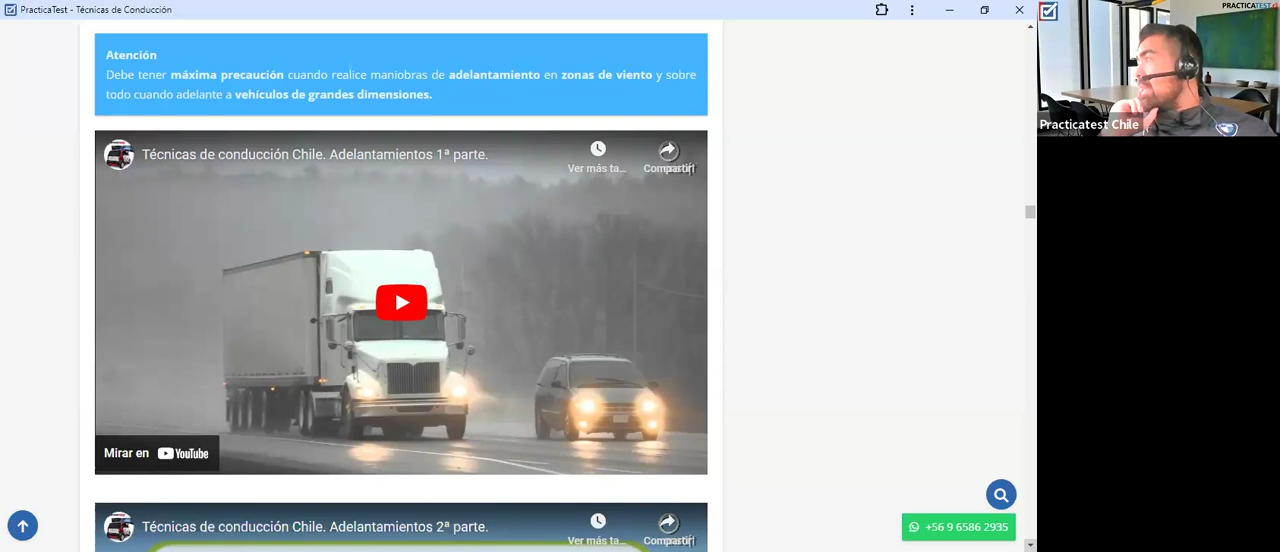 PracticaTest - Técnicas de Conducción
PRACTICATEST
Atención
Debe tener máxima precaución cuando realice maniobras de adelantamiento en zonas de viento y sobre
todo cuando adelante a vehículos de grandes dimensiones.
Practicatest Chile
Técnicas de conducción Chile. Adelantamientos 1ª parte.
Ver más ta...
Compartir
Mirar en YouTube
Técnicas de conducción Chile. Adelantamientos 2ª parte.
Ver más ta...
Compartir
+56 9 6586 2935